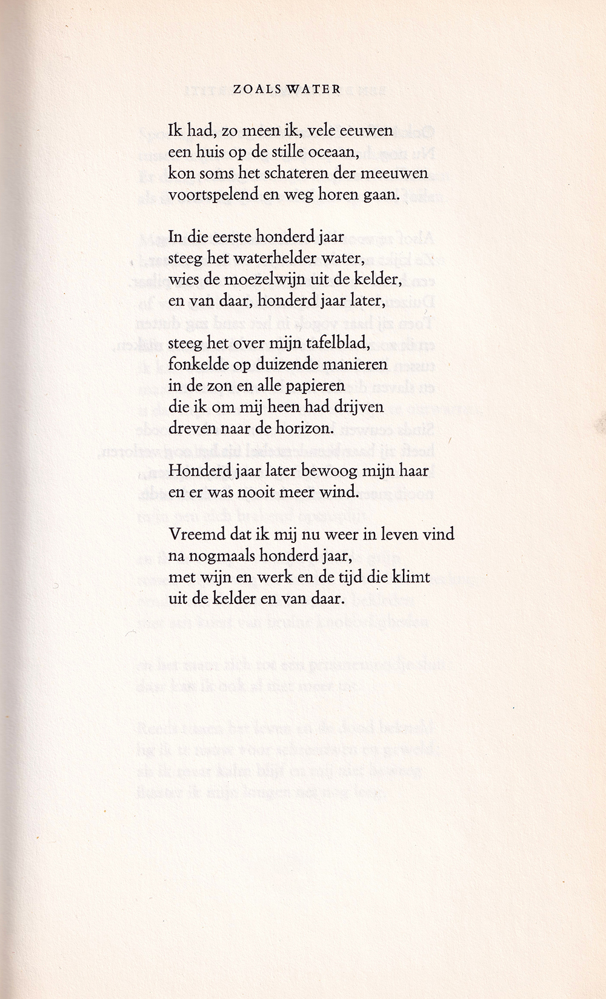 ZOALS WATER
Ik had, zo meen ik, vele eeuwen
een huis op de stille oceaan,
kon soms het schateren der meeuwen
voortspelend en weg horen gaan.
In die eerste honderd jaar
steeg het waterhelder water,
wies de moezelwijn uit de kelder,
en van daar, honderd jaar later,
steeg het over mijn tafelblad,
fonkelde op duizende manieren
in de zon en alle papieren
die ik om mij heen had drijven
dreven naar de horizon.
Honderd jaar later bewoog mijn haar
en er was nooit meer wind.
Vreemd dat ik mij nu weer in leven vind
na nogmaals honderd jaar,
met wijn en werk en de tijd die klimt
uit de kelder en van daar.